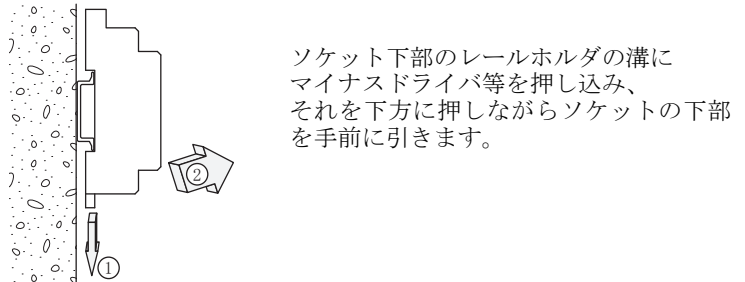 ソケット下部のレールホルダの溝に
マイナスドライバ等を押し込み、
それを下方に押しながらソケットの下部
を手前に引きます。
②
①